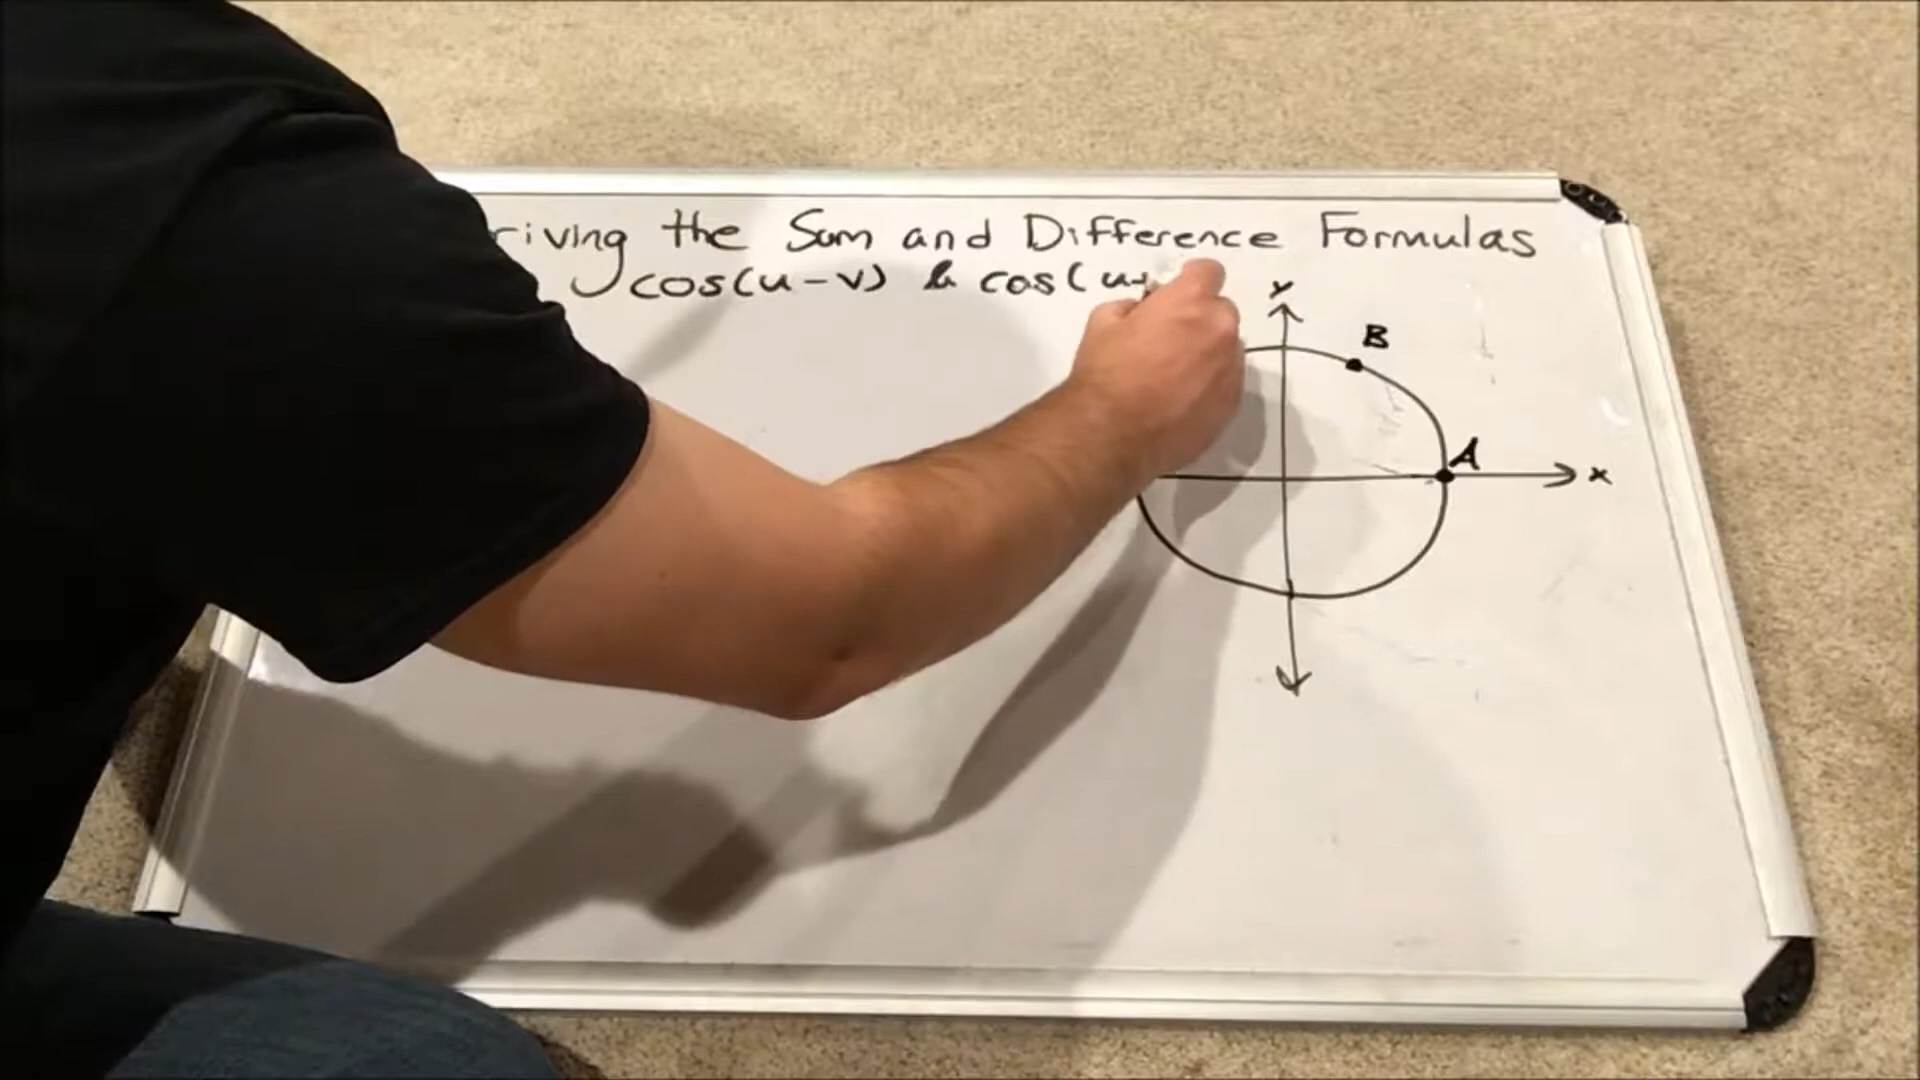 riving the Sum and Difference Formulas
cos(u-v) & cos(u+
y
B
A
x